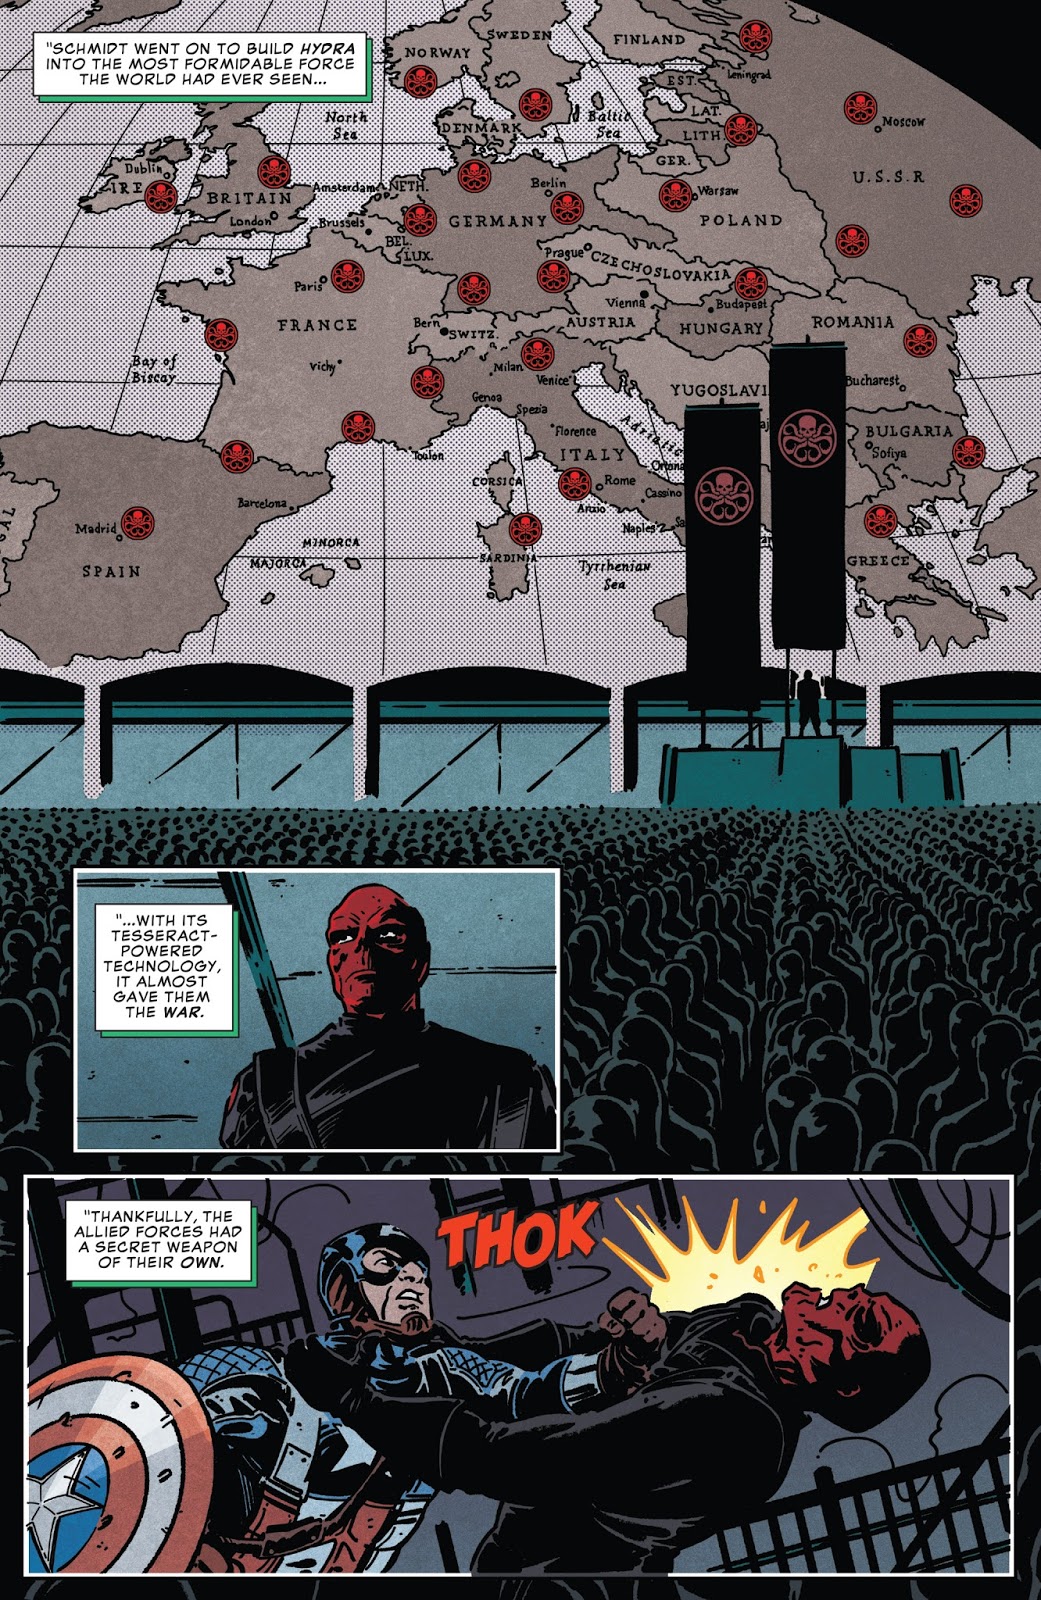 "SCHMIDT WENT ON TO BUILD HYDRA
INTO THE MOST FORMIDABLE FORCE
THE WORLD HAD EVER SEEN...
NORWAY
SWEDEN
FINLAND
Leningrad
EST.
LAT.
LITH.
Moscow
North
Sea
DENMARK
Baltic
Sea
GER.
U.S.S.R
Dublin
IRE
BRITAIN
London
Amsterdam
NETH.
Brussels
BEL.
LUX.
GERMANY
Berlin
Warsaw
POLAND
Prague
CZECHOSLOVAKIA
Paris
FRANCE
Vichy
Bern
SWITZ.
Vienna
AUSTRIA
Budapest
HUNGARY
ROMANIA
Bay of
Biscay
Milan
Venice
Genoa
Spezia
YUGOSLAVI
Bucharest
Florence
Adriatic
BULGARIA
Sofiya
Toulon
ITALY
CORSICA
Rome
Ortona
Anzio
Cassino
Naples
Barcelona
Madrid
SPAIN
GAL
MINORCA
MAJORCA
SARDINIA
Tyrrhenian
Sea
GREECE
"...WITH ITS
TESSERACT-
POWERED
TECHNOLOGY,
IT ALMOST
GAVE THEM
THE WAR.
"THANKFULLY, THE
ALLIED FORCES HAD
A SECRET WEAPON
OF THEIR OWN.
THOK